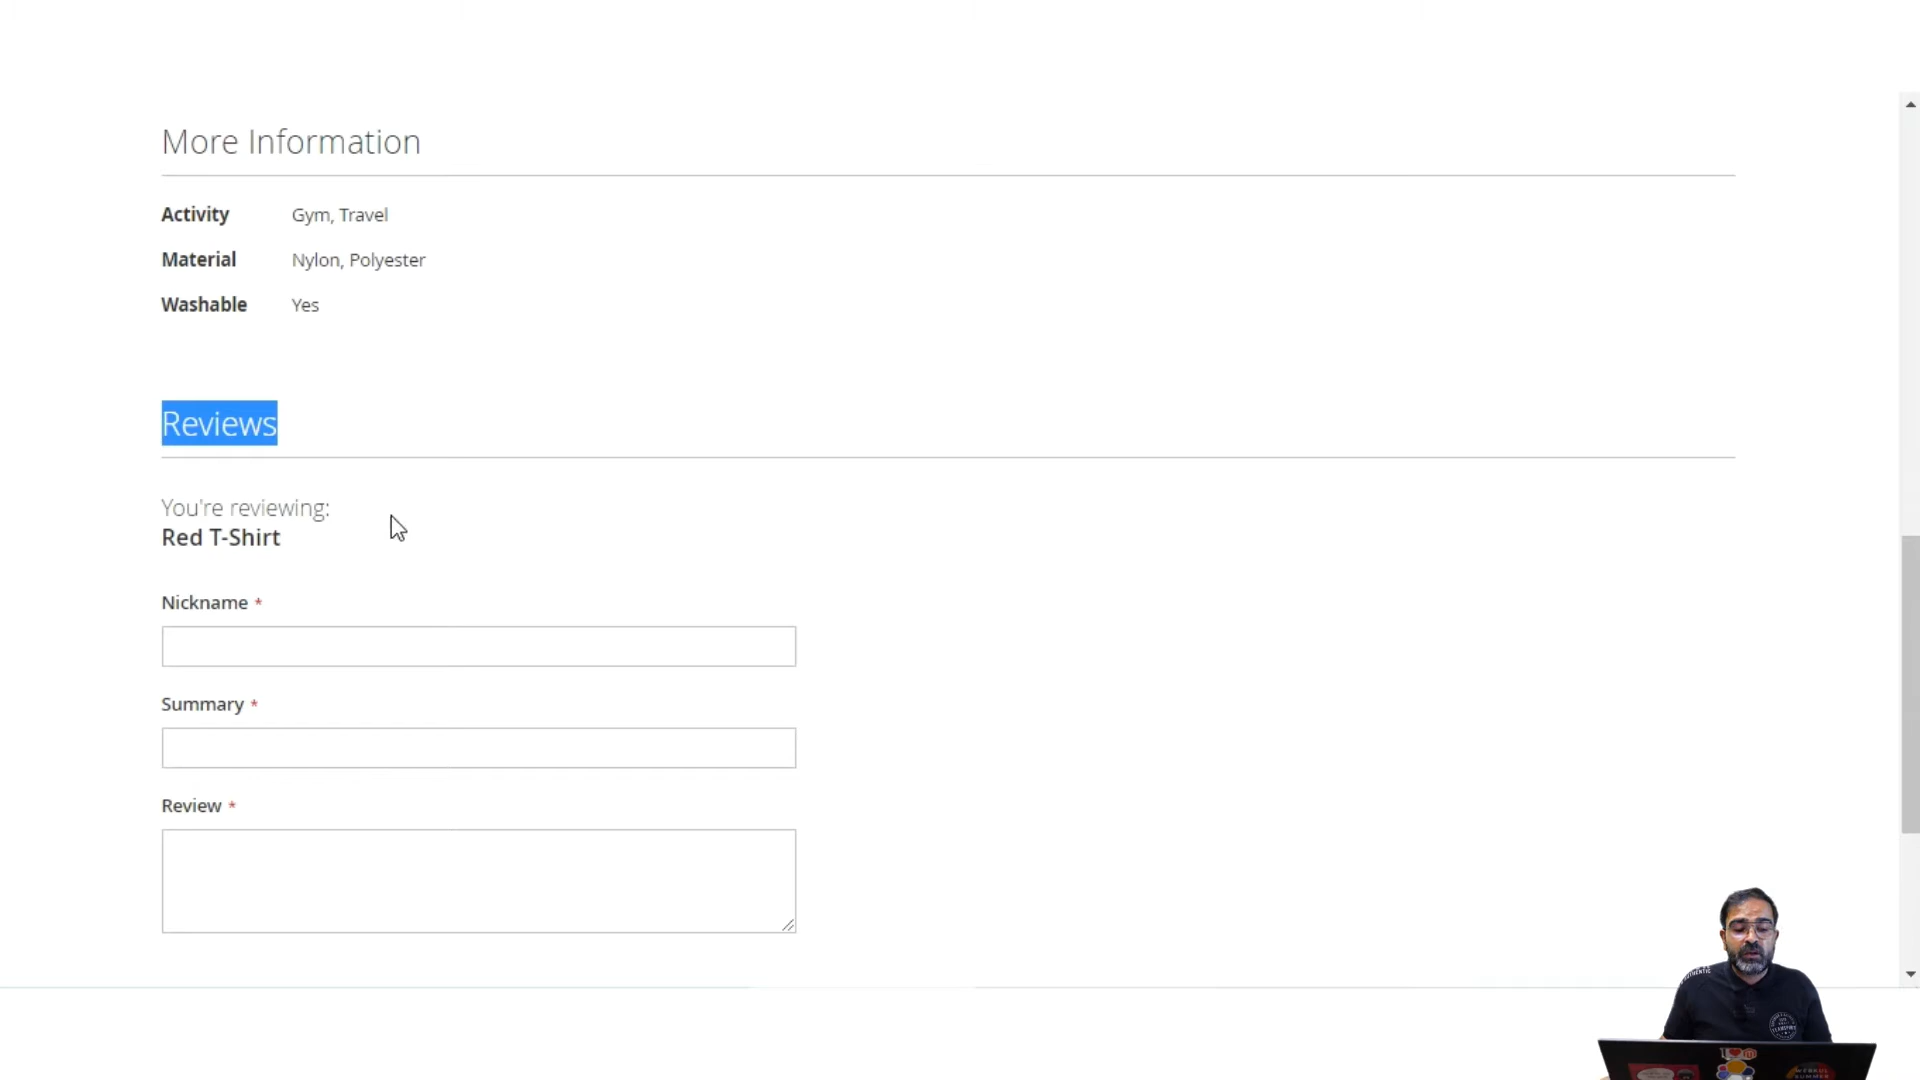 More Information
Activity Gym, Travel
Material Nylon, Polyester
Washable Yes
Reviews
You're reviewing:
Red T-Shirt
Nickname *
Summary *
Review *